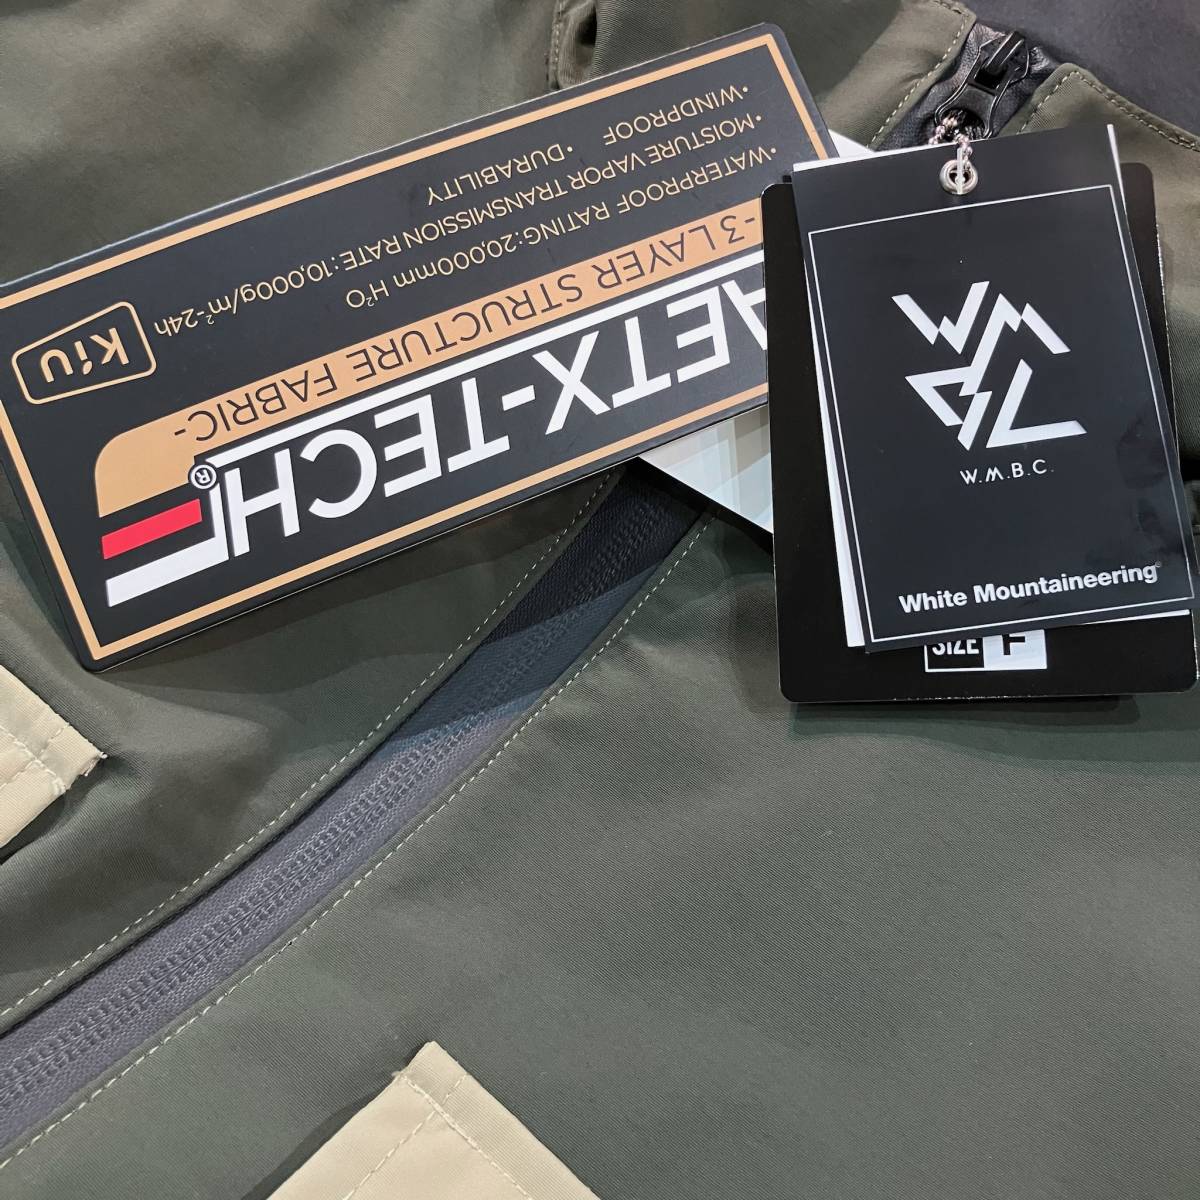 AETX-TECH®
-3 LAYER STRUCTURE FABRIC-
•WATERPROOF RATING:20,000mm H²O
•MOISTURE VAPOR TRANSMISSION RATE:10,000g/m²-24h
•WINDPROOF •DURABILITY
KiU
W.M.B.C.
White Mountaineering®
SIZE F